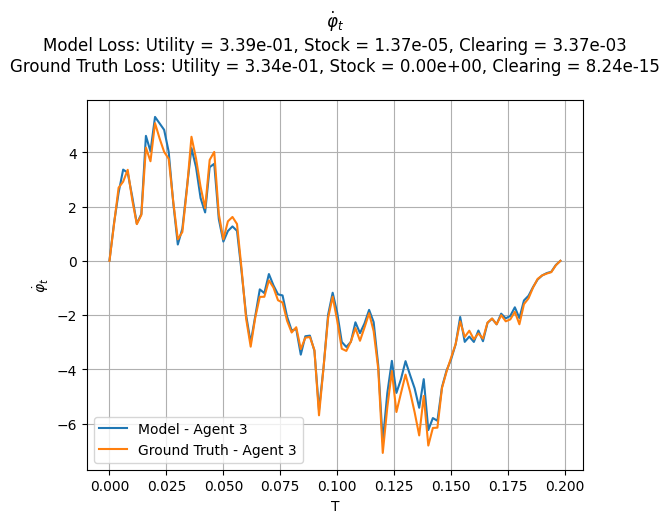 φ̇ₜ
Model Loss: Utility = 3.39e-01, Stock = 1.37e-05, Clearing = 3.37e-03
Ground Truth Loss: Utility = 3.34e-01, Stock = 0.00e+00, Clearing = 8.24e-15
4
2
0
−2
−4
−6
φ̇ₜ
Model - Agent 3
Ground Truth - Agent 3
0.000 0.025 0.050 0.075 0.100 0.125 0.150 0.175 0.200
T